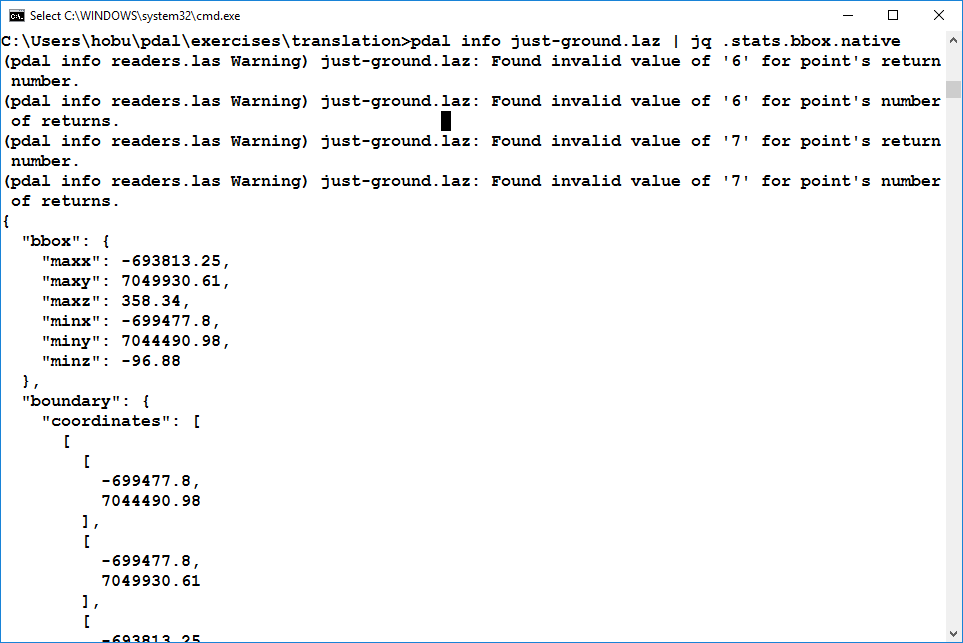 Select C:\WINDOWS\system32\cmd.exe
C:\Users\hobu\pdal\exercises\translation>pdal info just-ground.laz | jq .stats.bbox.native
(pdal info readers.las Warning) just-ground.laz: Found invalid value of '6' for point's return
 number.
(pdal info readers.las Warning) just-ground.laz: Found invalid value of '6' for point's number
 of returns.
(pdal info readers.las Warning) just-ground.laz: Found invalid value of '7' for point's return
 number.
(pdal info readers.las Warning) just-ground.laz: Found invalid value of '7' for point's number
 of returns.
{
  "bbox": {
    "maxx": -693813.25,
    "maxy": 7049930.61,
    "maxz": 358.34,
    "minx": -699477.8,
    "miny": 7044490.98,
    "minz": -96.88
  },
  "boundary": {
    "coordinates": [
      [
        [
          -699477.8,
          7044490.98
        ],
        [
          -699477.8,
          7049930.61
        ],
        [
          -693813.25